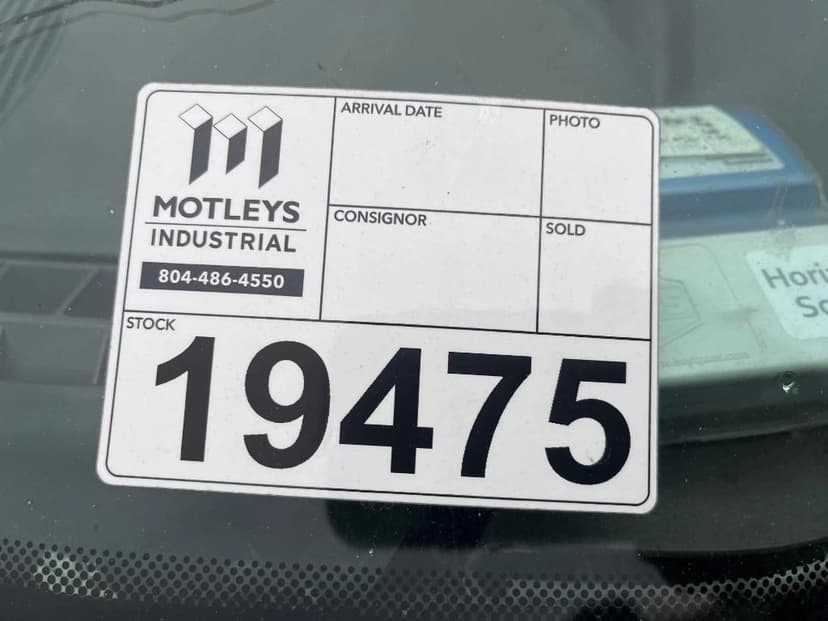 MOTLEYS
INDUSTRIAL
804-486-4550
ARRIVAL DATE
PHOTO
CONSIGNOR
SOLD
STOCK
19475